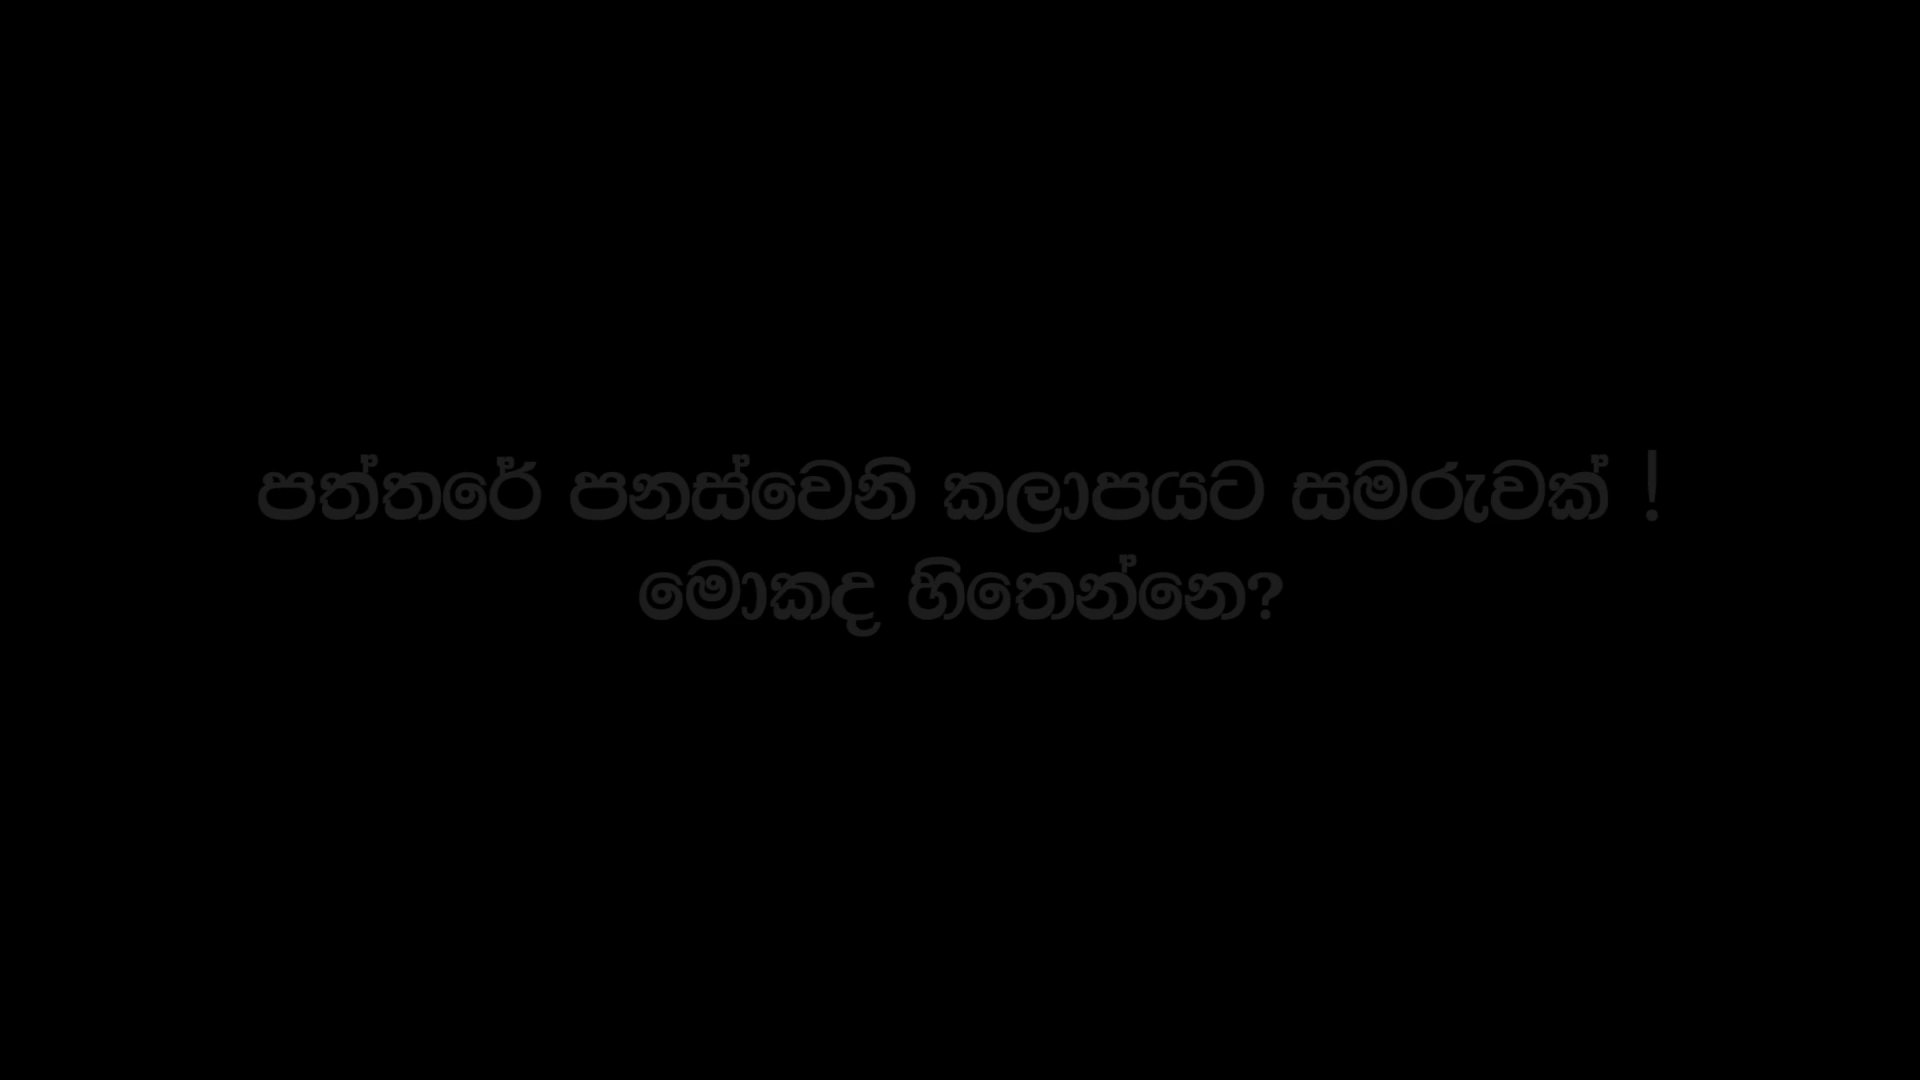 පත්තරේ පනස්වෙනි කලාපයට සමරුවක් !
මොකද හිතෙන්නෙ?